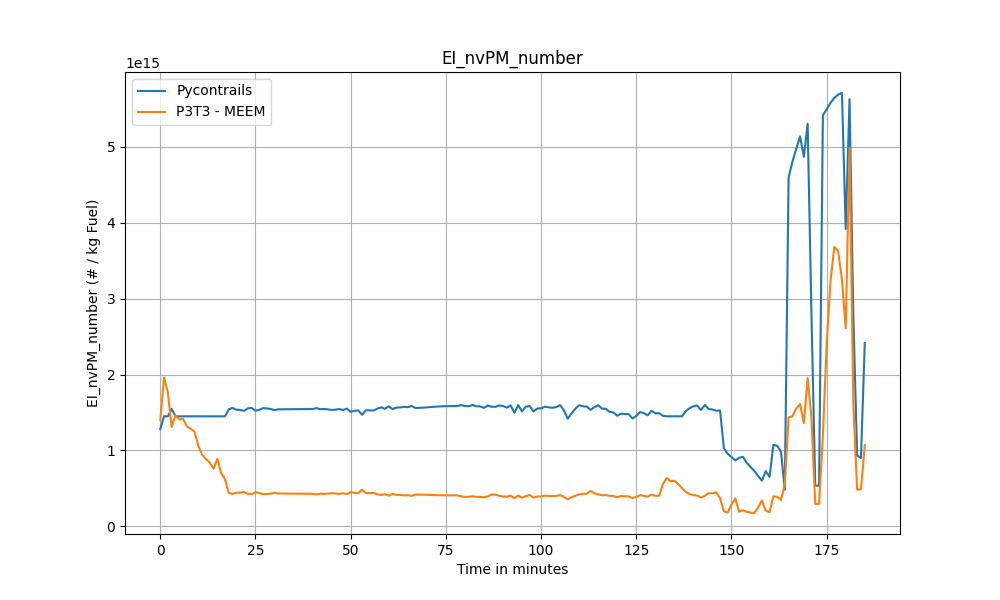 EI_nvPM_number
1e15
Pycontrails
P3T3 - MEEM
5
4
3
2
1
0
EI_nvPM_number (# / kg Fuel)
0 25 50 75 100 125 150 175
Time in minutes